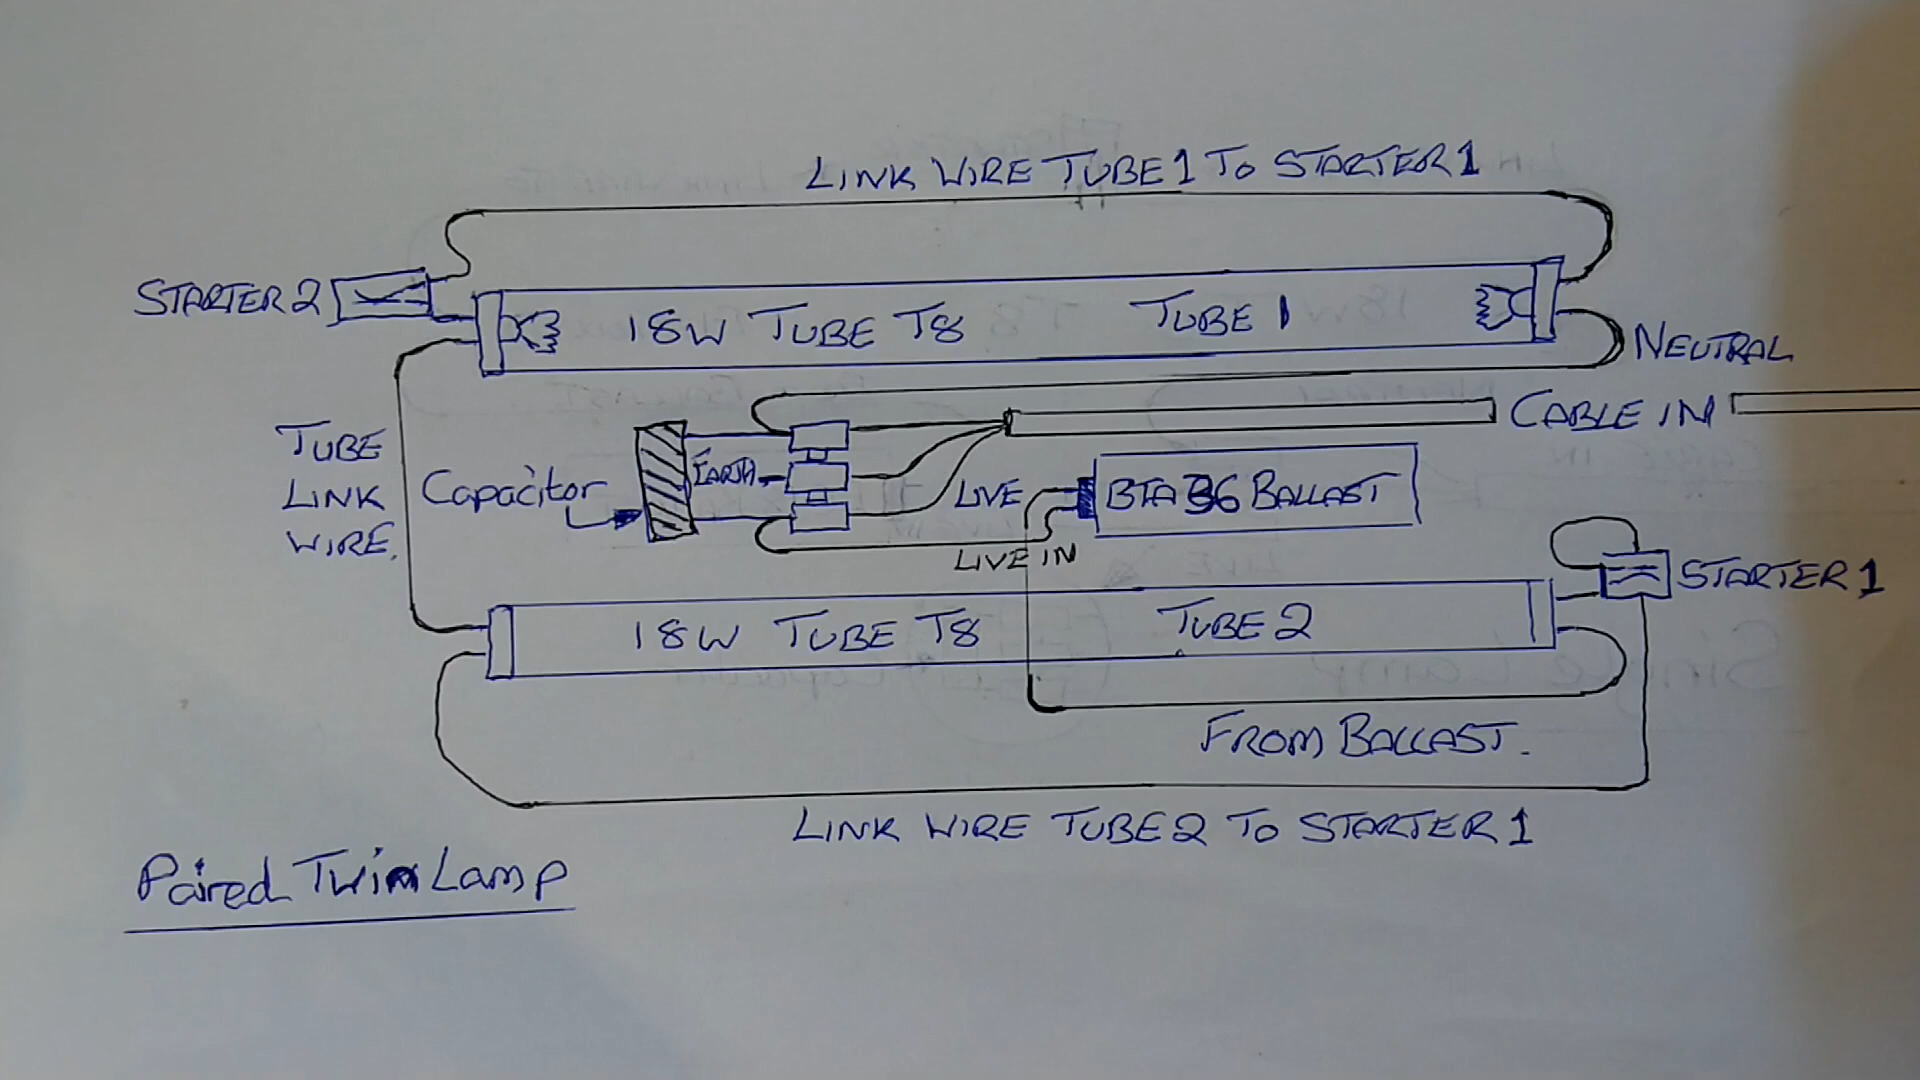 LINK WIRE TUBE 1 TO STARTER 1
STARTER 2
18W TUBE T8 TUBE 1
NEUTRAL
CABLE IN
TUBE
LINK
WIRE.
Capacitor
EARTH
LIVE
BTA 36 BALLAST
LIVE IN
STARTER 1
18W TUBE T8 TUBE 2
FROM BALLAST.
LINK WIRE TUBE 2 TO STARTER 1
Paired Twin Lamp